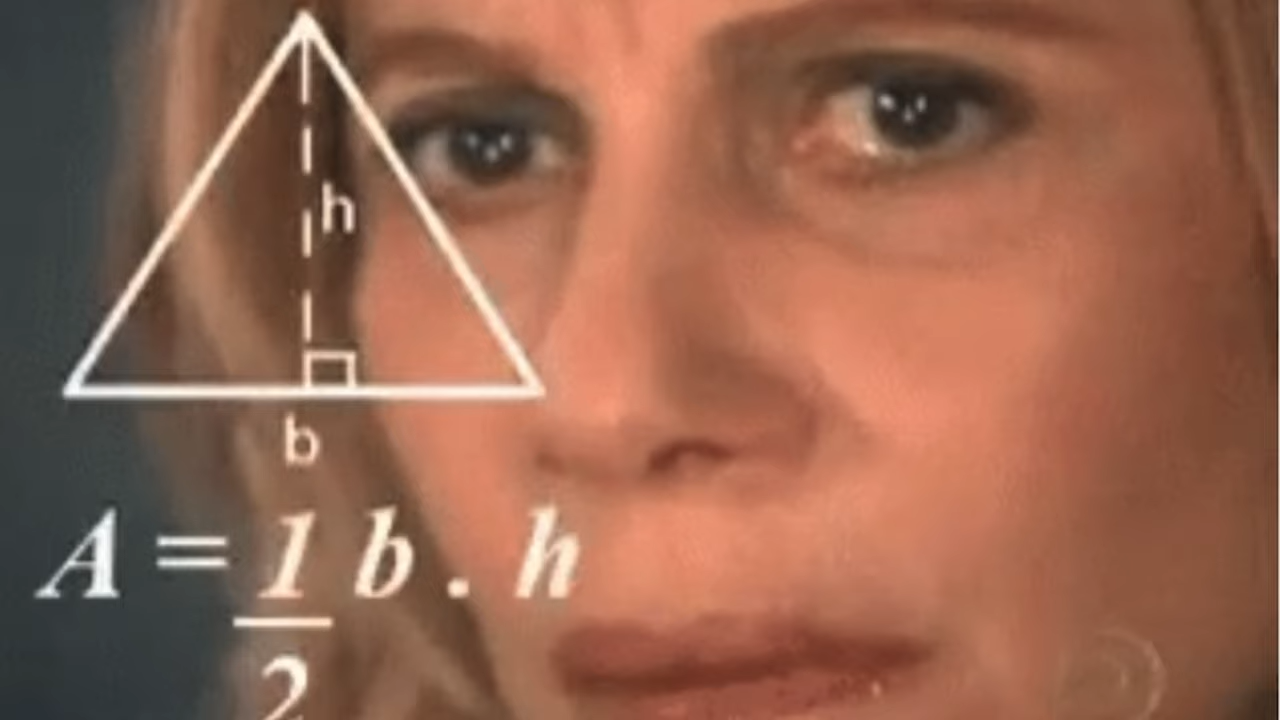 h
b
A = 1/2 b . h